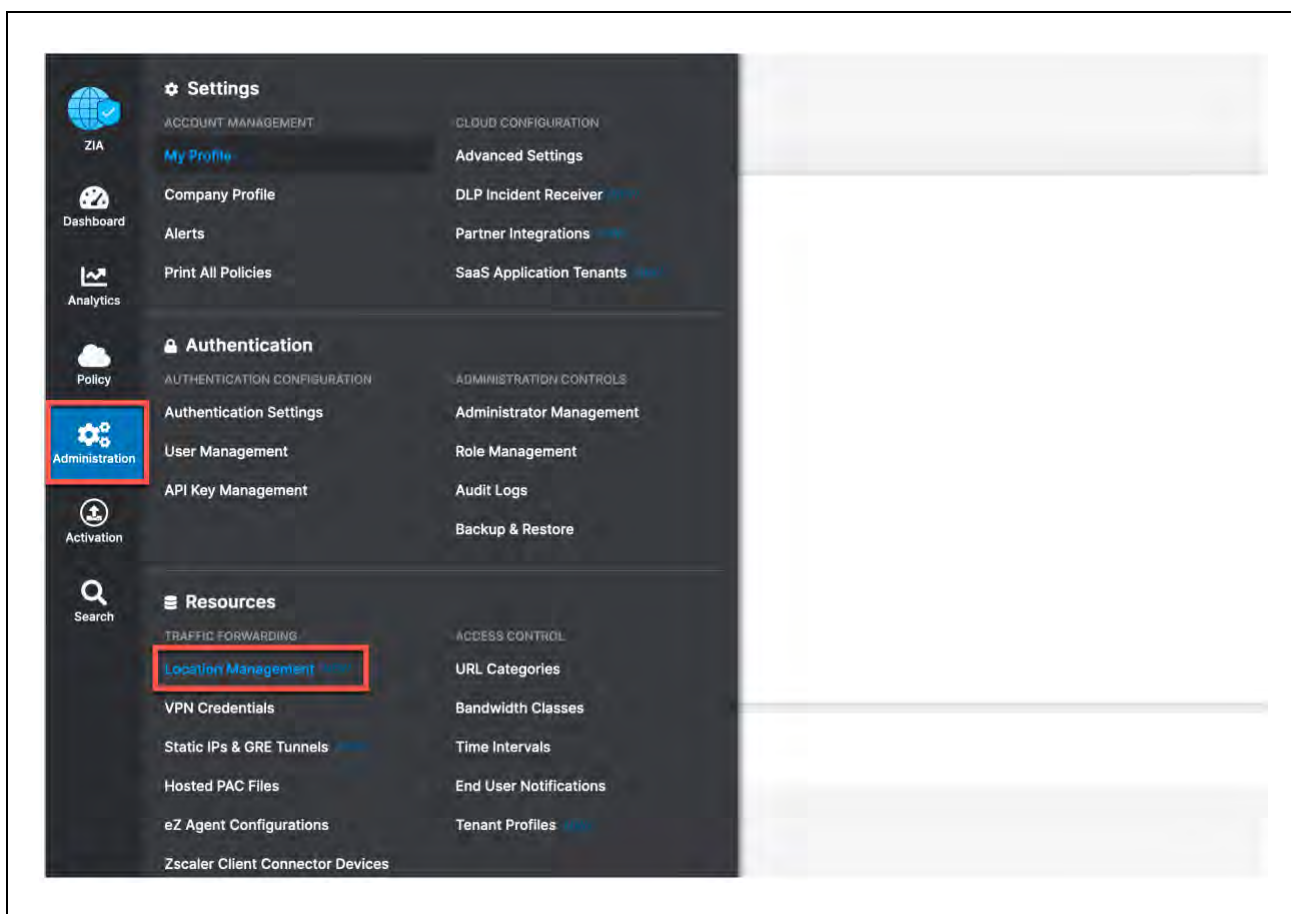 ZIA
Dashboard
Analytics
Policy
Administration
Activation
Search
Settings
ACCOUNT MANAGEMENT
My Profile
Company Profile
Alerts
Print All Policies
CLOUD CONFIGURATION
Advanced Settings
DLP Incident Receiver
Partner Integrations
SaaS Application Tenants
Authentication
AUTHENTICATION CONFIGURATION
Authentication Settings
User Management
API Key Management
ADMINISTRATION CONTROLS
Administrator Management
Role Management
Audit Logs
Backup & Restore
Resources
TRAFFIC FORWARDING
Location Management
VPN Credentials
Static IPs & GRE Tunnels
Hosted PAC Files
eZ Agent Configurations
Zscaler Client Connector Devices
ACCESS CONTROL
URL Categories
Bandwidth Classes
Time Intervals
End User Notifications
Tenant Profiles